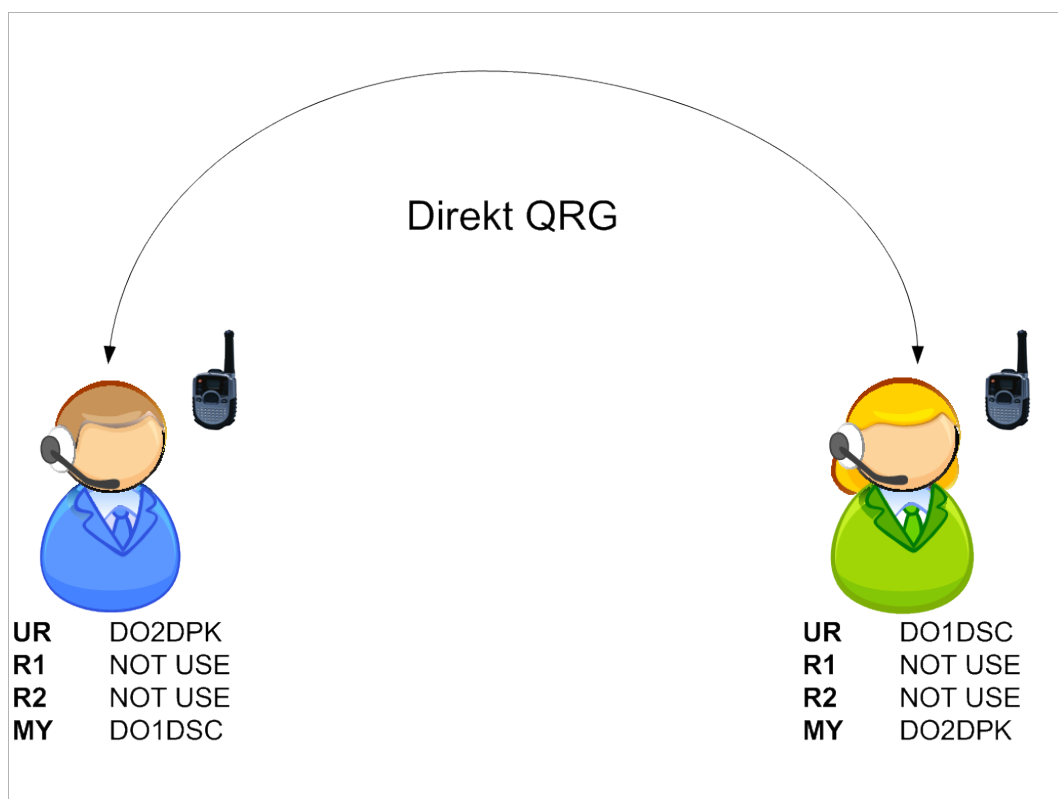 Direkt QRG
UR DO2DPK
R1 NOT USE
R2 NOT USE
MY DO1DSC
UR DO1DSC
R1 NOT USE
R2 NOT USE
MY DO2DPK